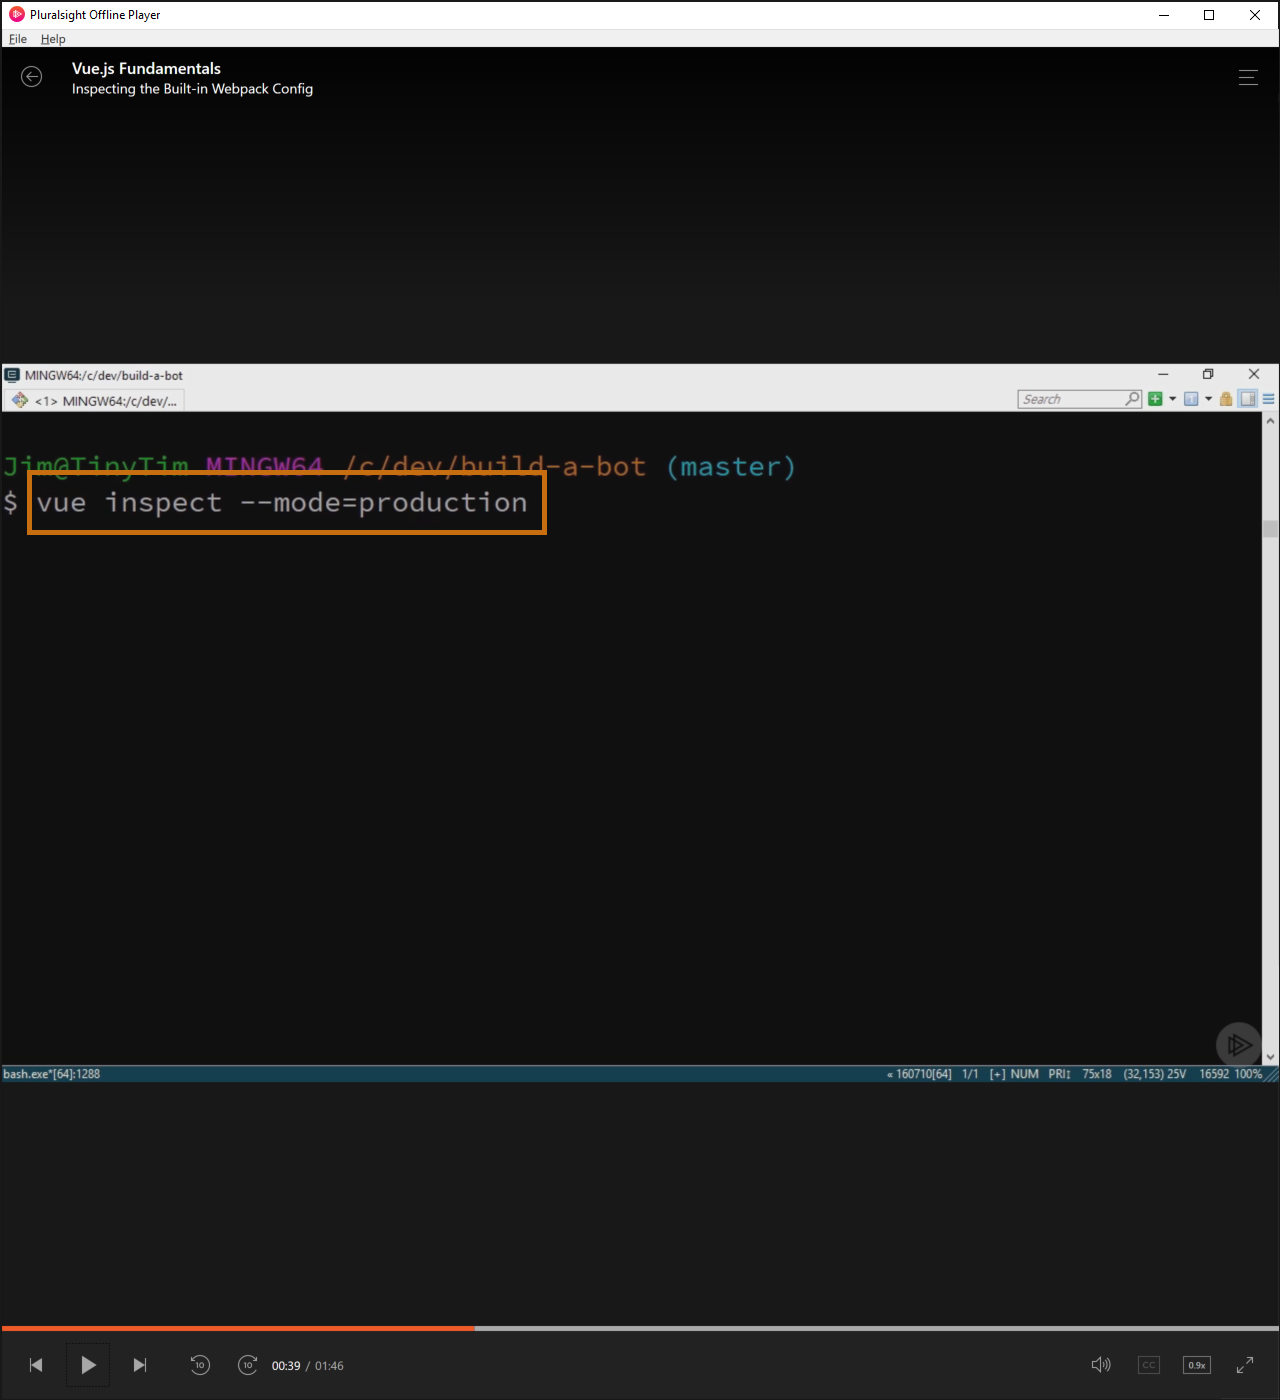 Pluralsight Offline Player
File Help
Vue.js Fundamentals
Inspecting the Built-in Webpack Config
MINGW64:/c/dev/build-a-bot
<1> MINGW64:/c/dev/...
Search
Jim@TinyTim MINGW64 /c/dev/build-a-bot (master)
$ vue inspect --mode=production
bash.exe*[64]:1288
« 160710[64] 1/1 [+] NUM PRI↕ 75x18 (32,153) 25V 16592 100%
10 10 00:39 / 01:46 CC 0.9x